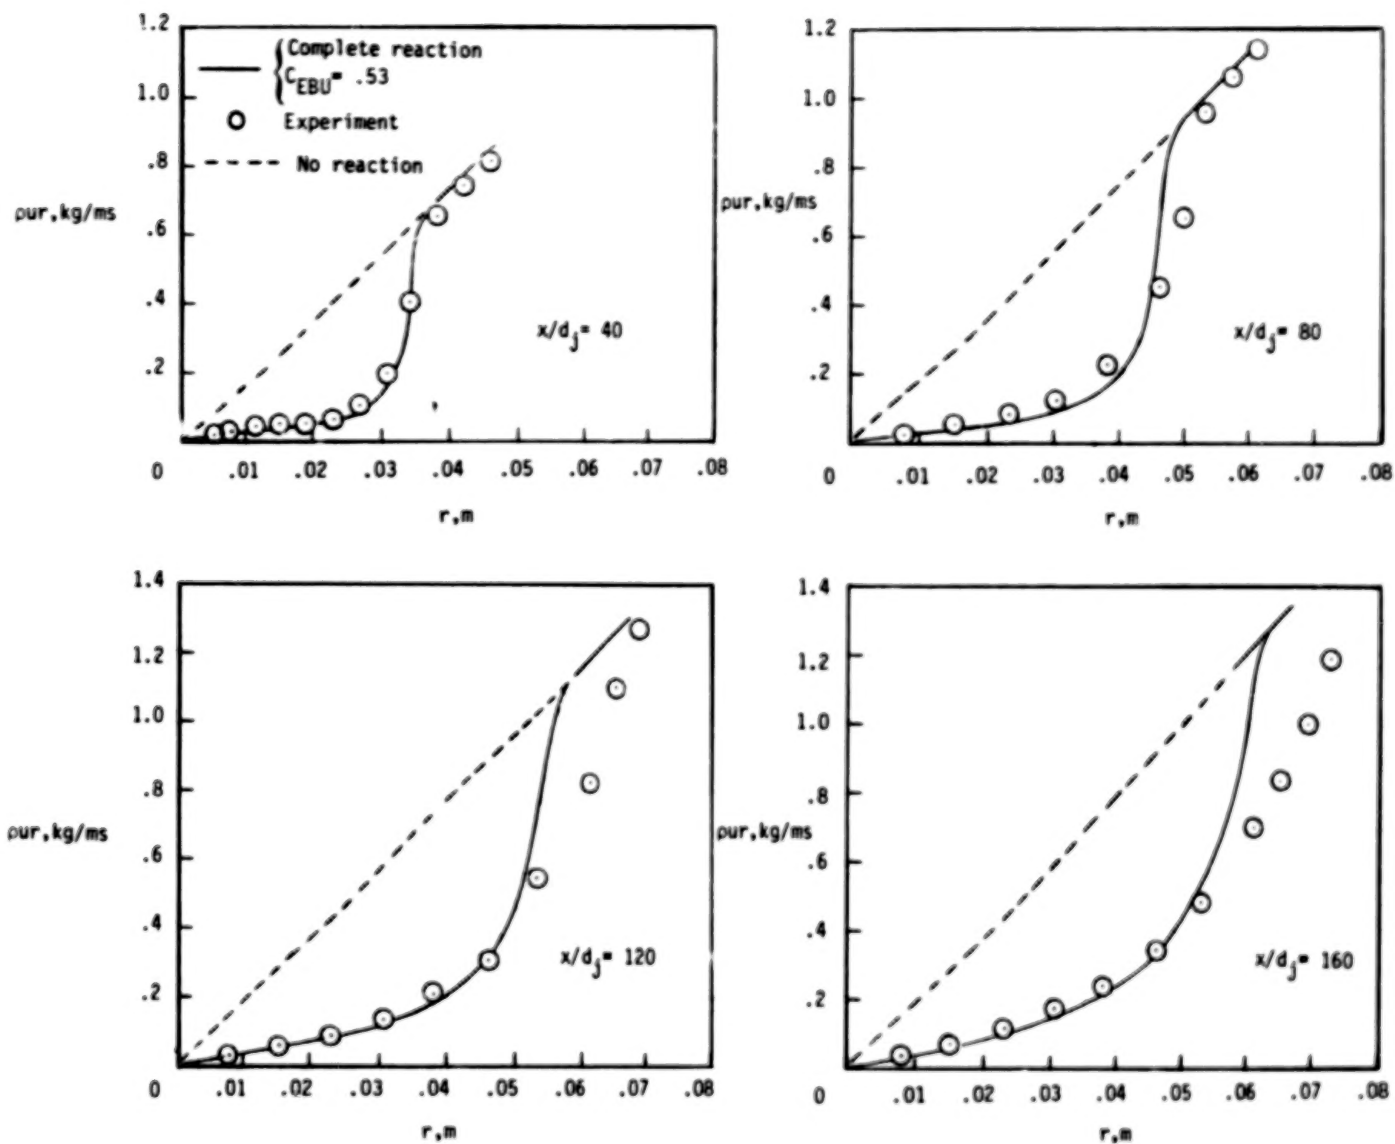 1.2
1.0
.8
.6
.4
.2
ρur,kg/ms
Complete reaction
C_EBU = .53
Experiment
No reaction
x/d_j = 40
0 .01 .02 .03 .04 .05 .06 .07 .08
r,m
1.2
1.0
.8
.6
.4
.2
ρur,kg/ms
x/d_j = 80
0 .01 .02 .03 .04 .05 .06 .07 .08
r,m
1.4
1.2
1.0
.8
.6
.4
.2
ρur,kg/ms
x/d_j = 120
0 .01 .02 .03 .04 .05 .06 .07 .08
r,m
1.4
1.2
1.0
.8
.6
.4
.2
ρur,kg/ms
x/d_j = 160
0 .01 .02 .03 .04 .05 .06 .07 .08
r,m